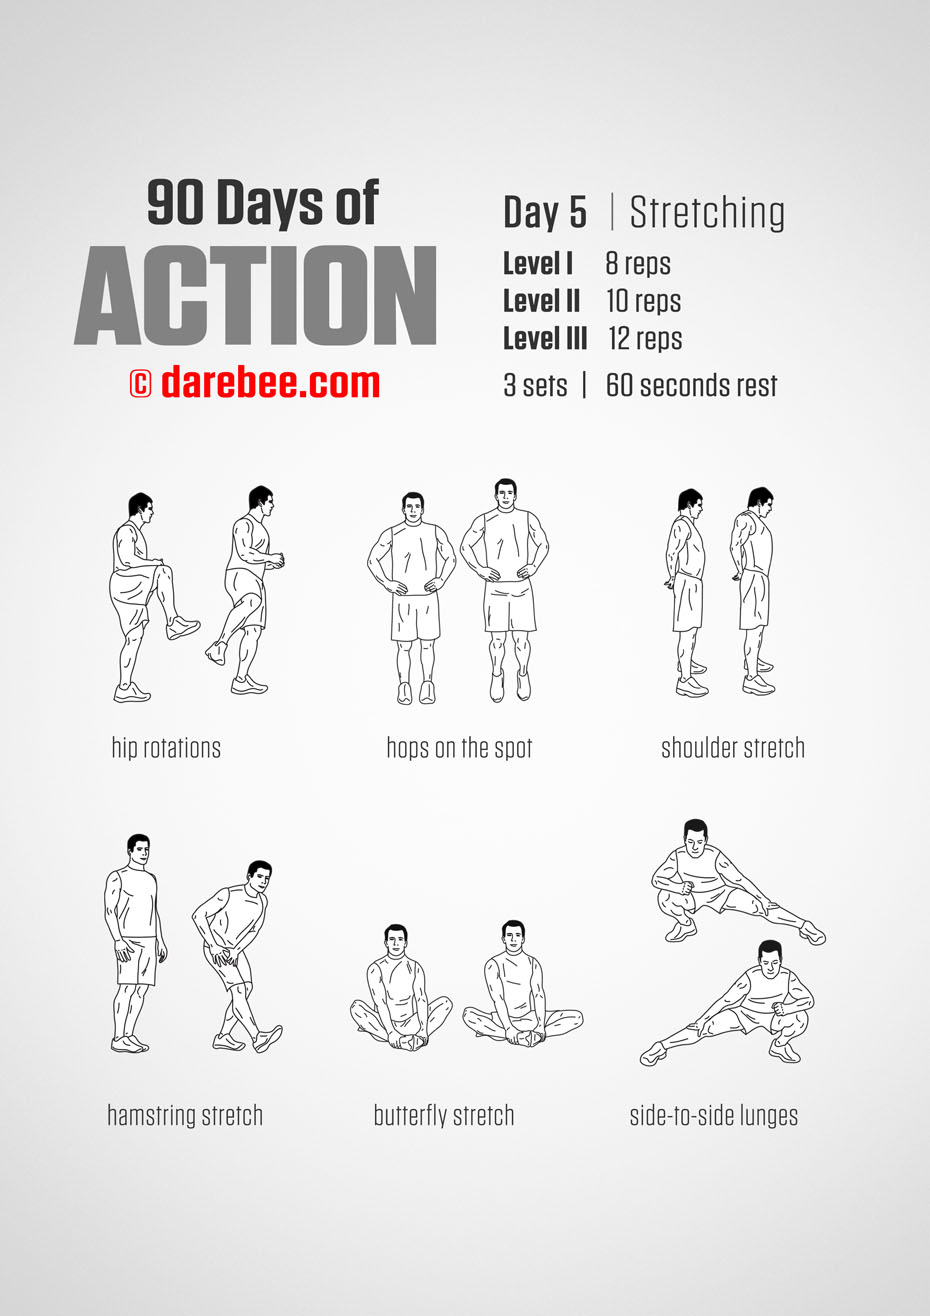 90 Days of
ACTION
© darebee.com
Day 5 | Stretching
Level I 8 reps
Level II 10 reps
Level III 12 reps
3 sets | 60 seconds rest
hip rotations
hops on the spot
shoulder stretch
hamstring stretch
butterfly stretch
side-to-side lunges